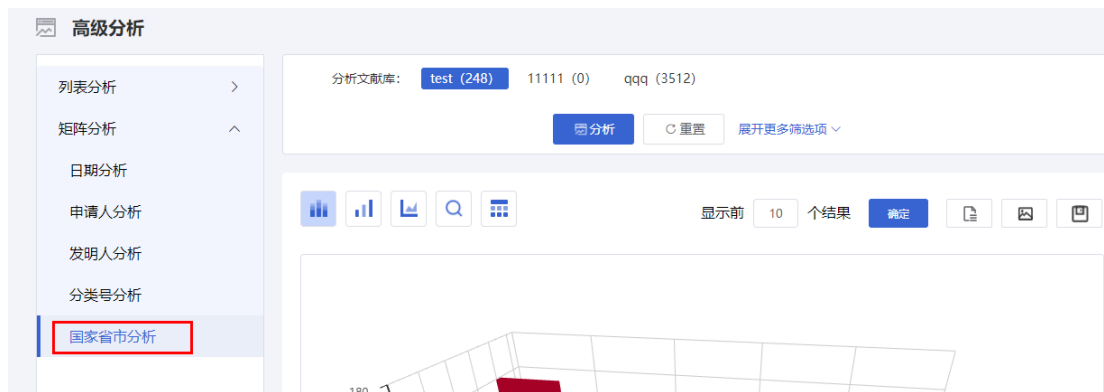 高级分析
列表分析
矩阵分析
日期分析
申请人分析
发明人分析
分类号分析
国家省市分析
分析文献库： test (248) 11111 (0) qqq (3512)
分析 重置 展开更多筛选项
显示前 10 个结果 确定
180